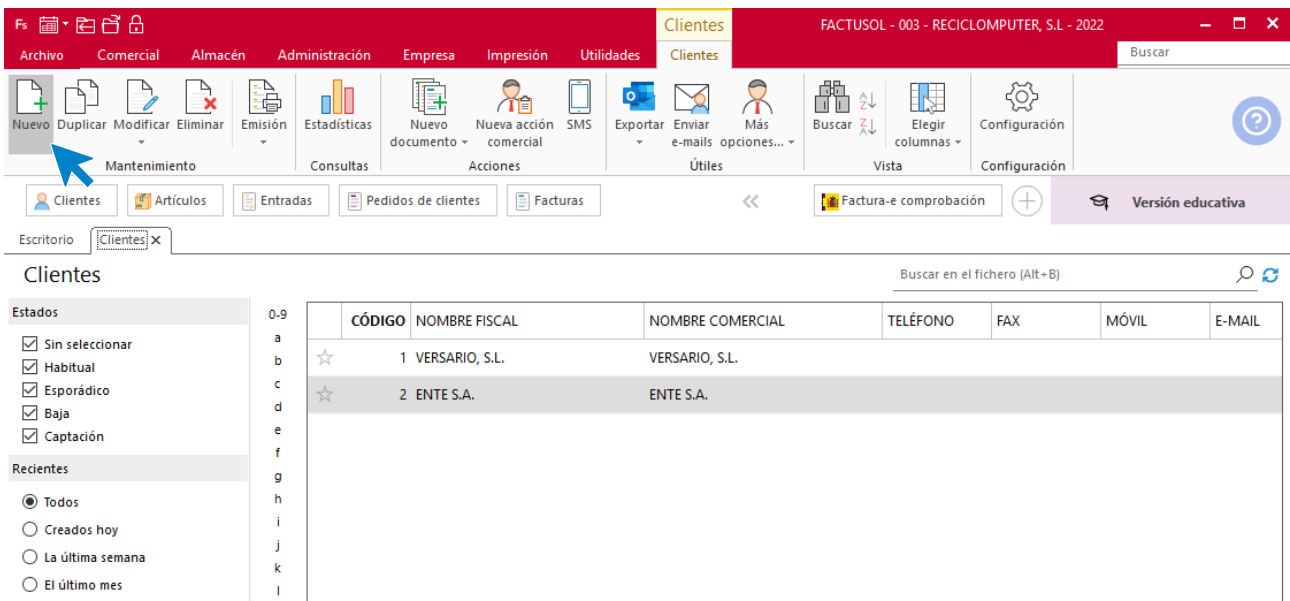 Fs
Clientes
FACTUSOL - 003 - RECICLOMPUTER, S.L - 2022
Archivo Comercial Almacén Administración Empresa Impresión Utilidades Clientes Buscar
Nuevo Duplicar Modificar Eliminar Emisión Estadísticas Nuevo documento Nueva acción comercial SMS Exportar Enviar e-mails Más opciones... Buscar Elegir columnas Configuración
Mantenimiento Consultas Acciones Útiles Vista Configuración
Clientes Artículos Entradas Pedidos de clientes Facturas Factura-e comprobación Versión educativa
Escritorio Clientes
Clientes Buscar en el fichero (Alt+B)
Estados
Sin seleccionar
Habitual
Esporádico
Baja
Captación
Recientes
Todos
Creados hoy
La última semana
El último mes
0-9
a
b
c
d
e
f
g
h
i
j
k
l
CÓDIGO NOMBRE FISCAL NOMBRE COMERCIAL TELÉFONO FAX MÓVIL E-MAIL
1 VERSARIO, S.L. VERSARIO, S.L.
2 ENTE S.A. ENTE S.A.